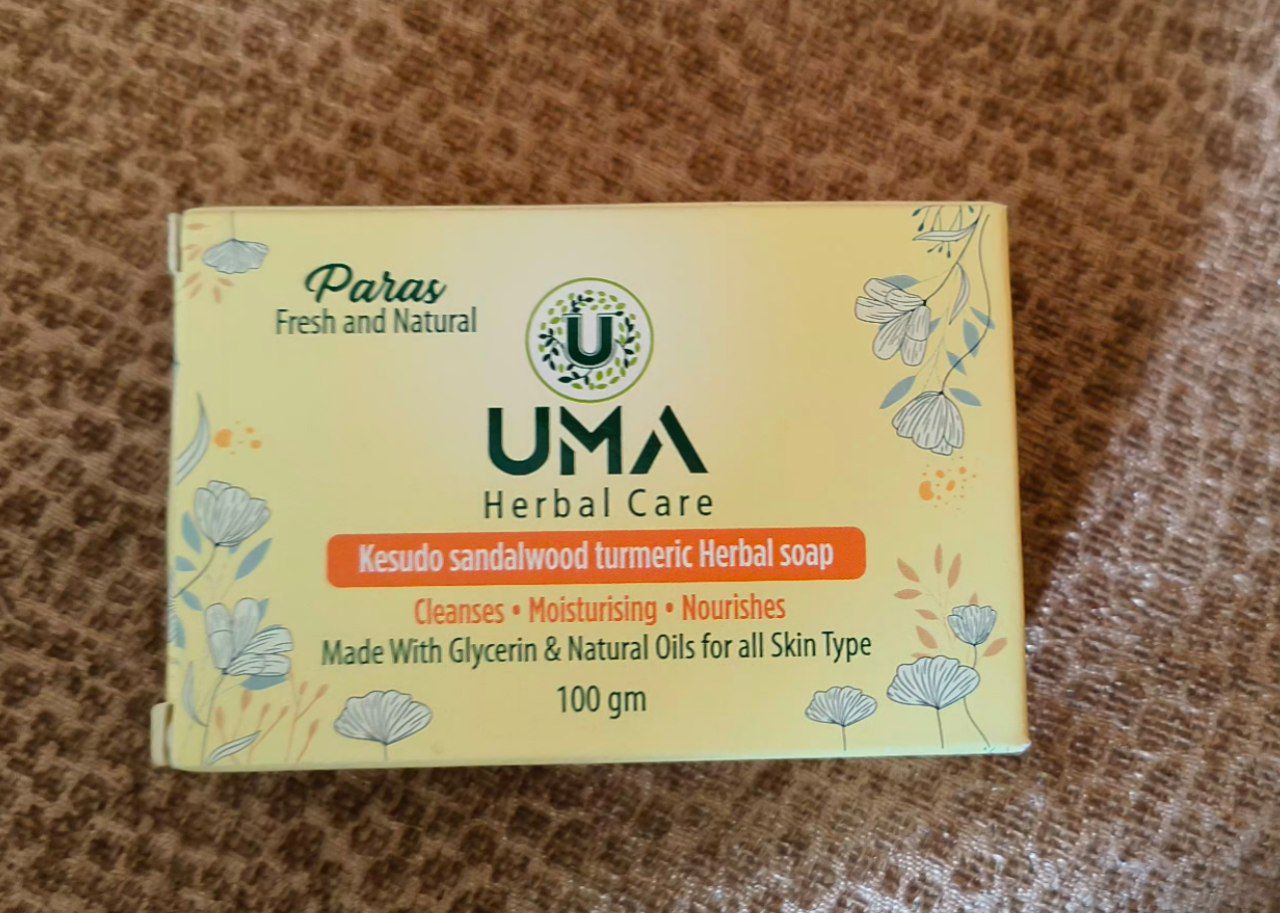 Paras
Fresh and Natural
U
UMA
Herbal Care
Kesudo sandalwood turmeric Herbal soap
Cleanses • Moisturising • Nourishes
Made With Glycerin & Natural Oils for all Skin Type
100 gm